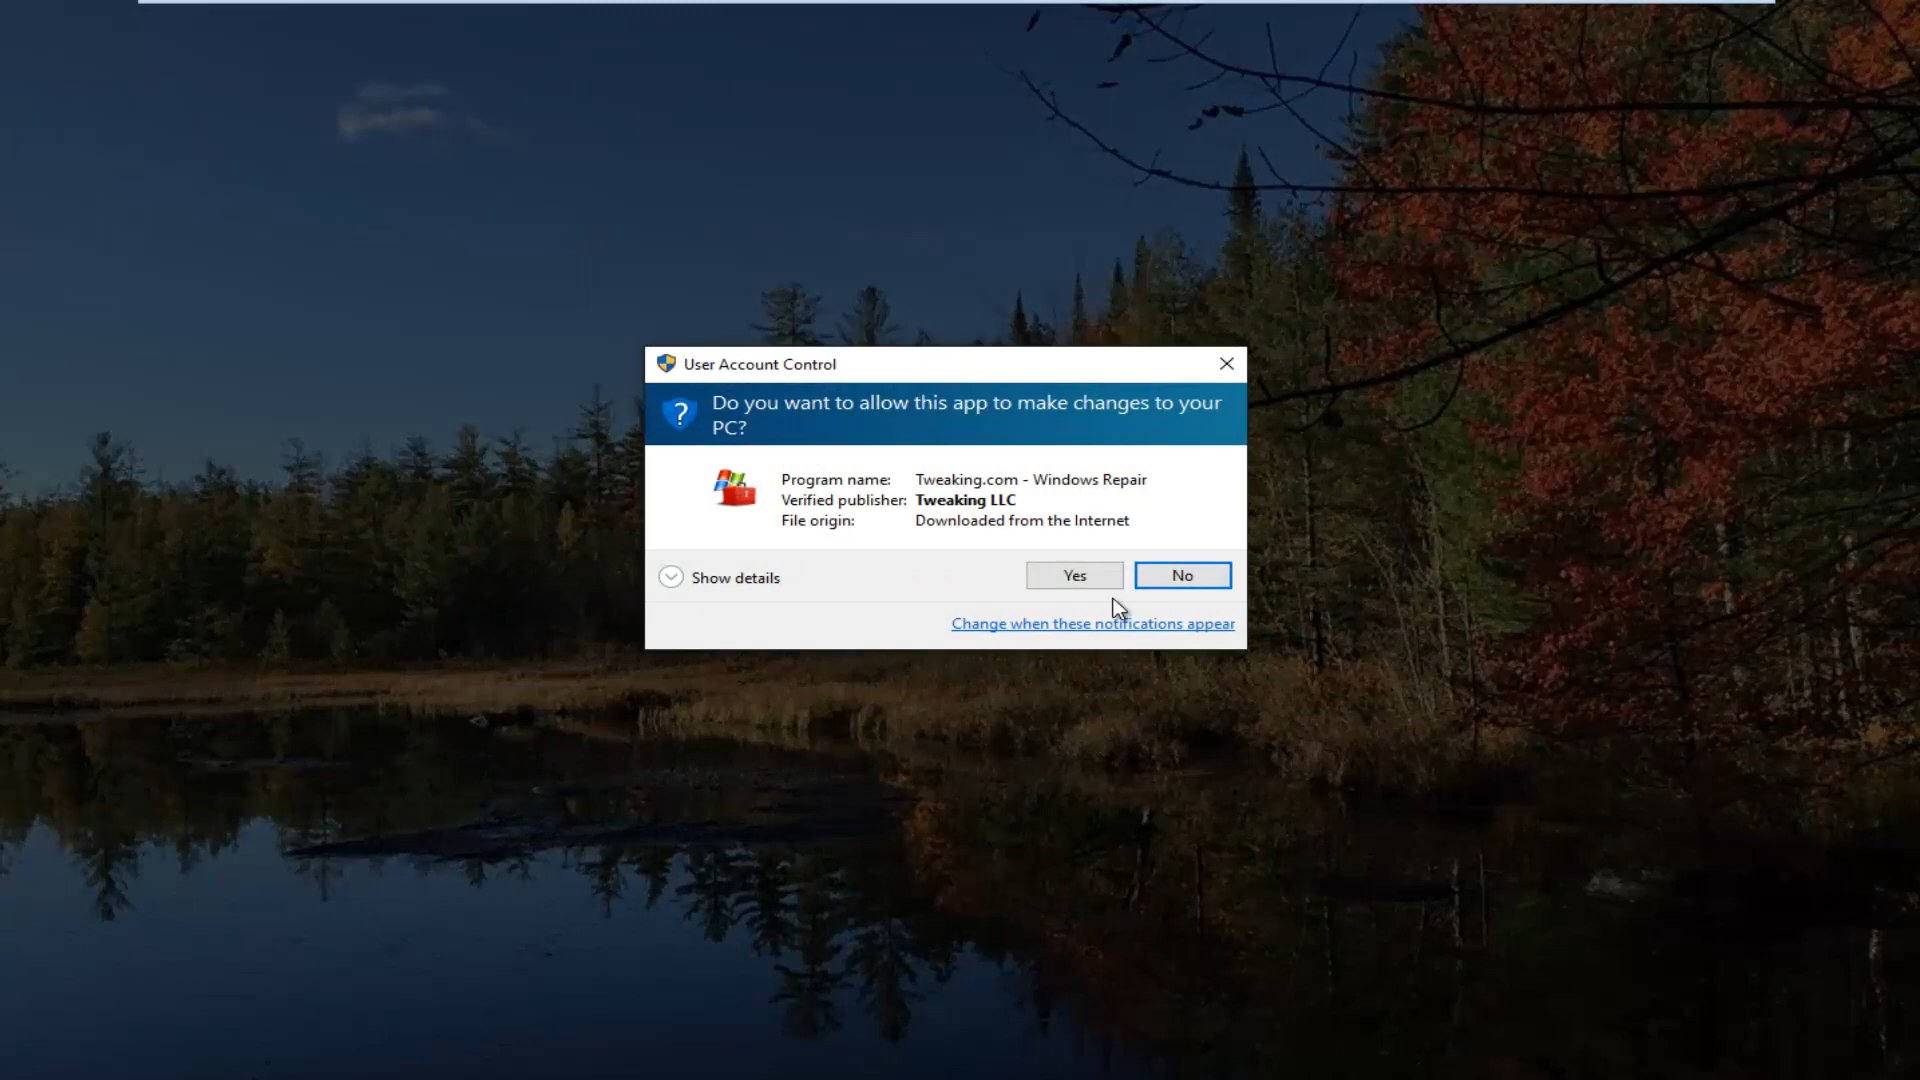 User Account Control
?
Do you want to allow this app to make changes to your
PC?
Program name: Tweaking.com - Windows Repair
Verified publisher: Tweaking LLC
File origin: Downloaded from the Internet
Show details
Yes
No
Change when these notifications appear